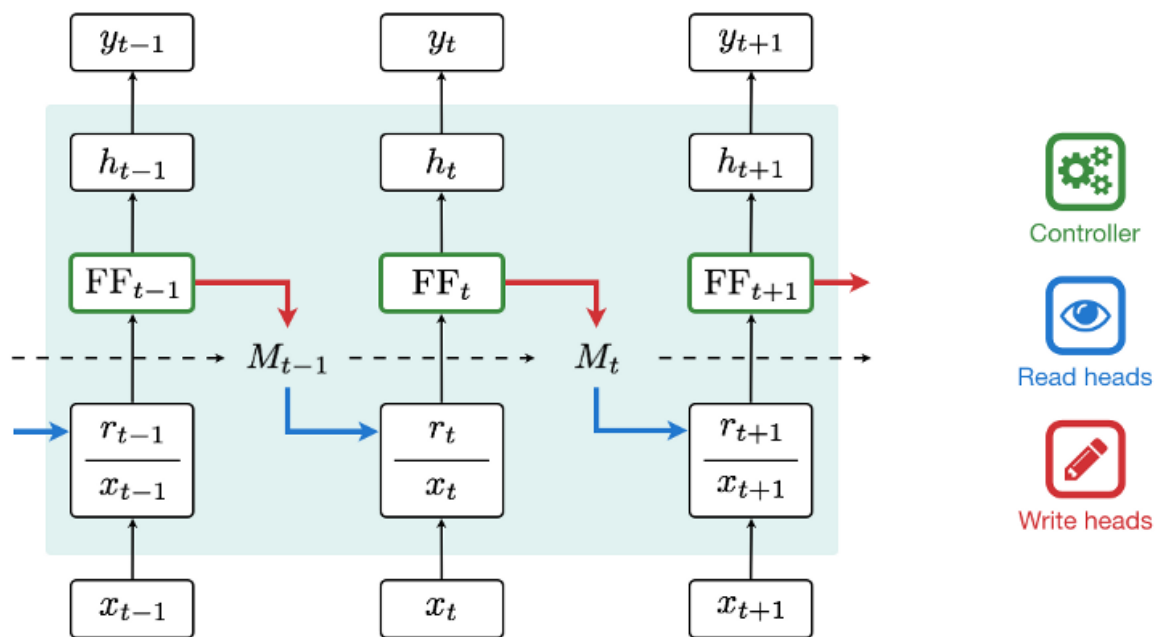 y_{t−1} y_t y_{t+1}
h_{t−1} h_t h_{t+1}
Controller
FF_{t−1} FF_t FF_{t+1}
M_{t−1} M_t
Read heads
r_{t−1} r_t r_{t+1}
x_{t−1} x_t x_{t+1}
Write heads
x_{t−1} x_t x_{t+1}